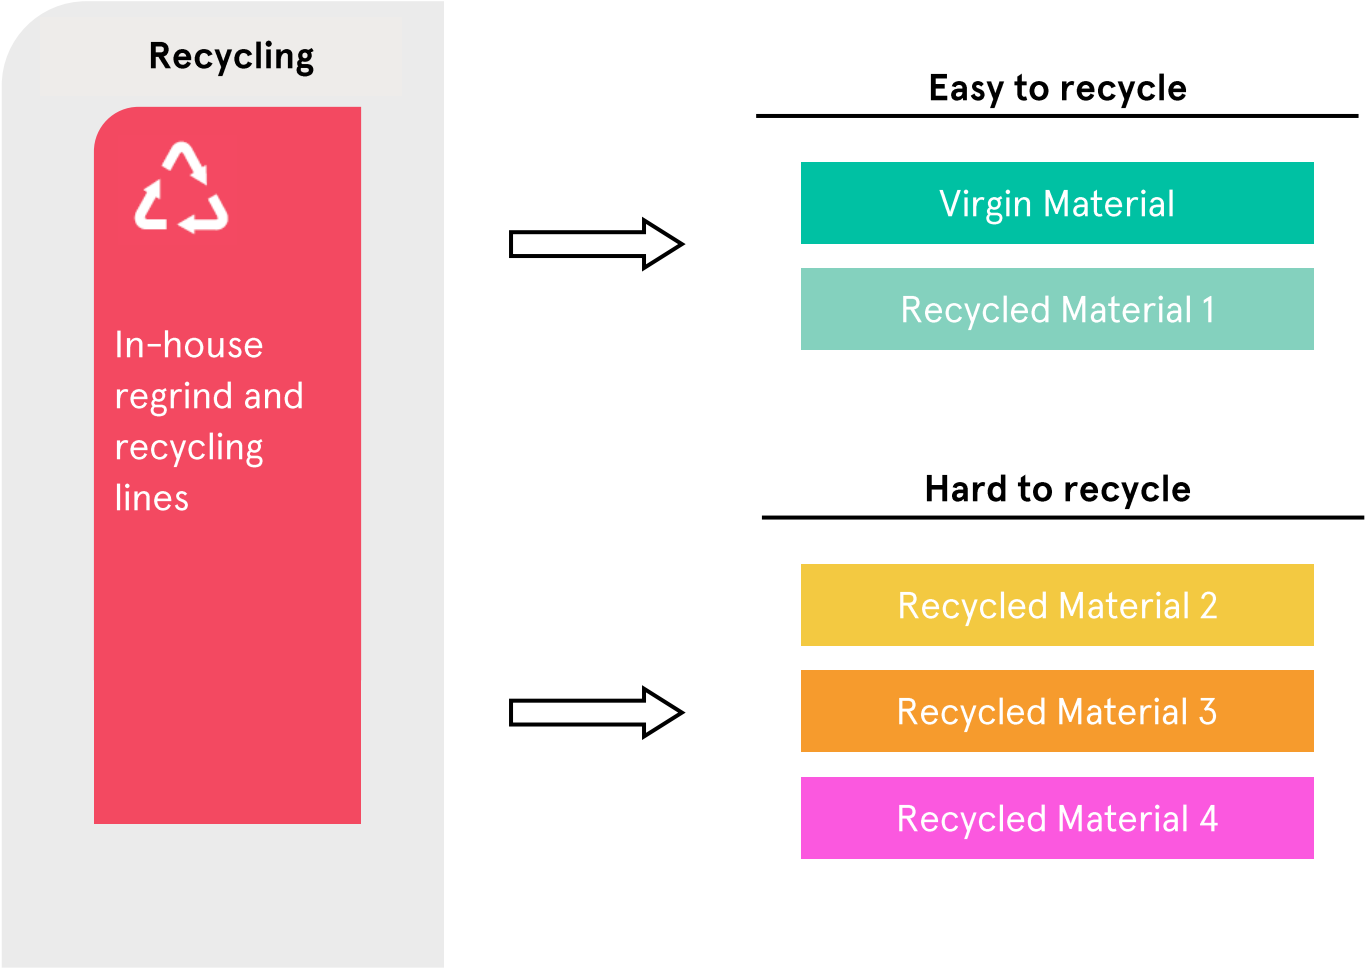 Recycling
In-house
regrind and
recycling
lines
Easy to recycle
Virgin Material
Recycled Material 1
Hard to recycle
Recycled Material 2
Recycled Material 3
Recycled Material 4